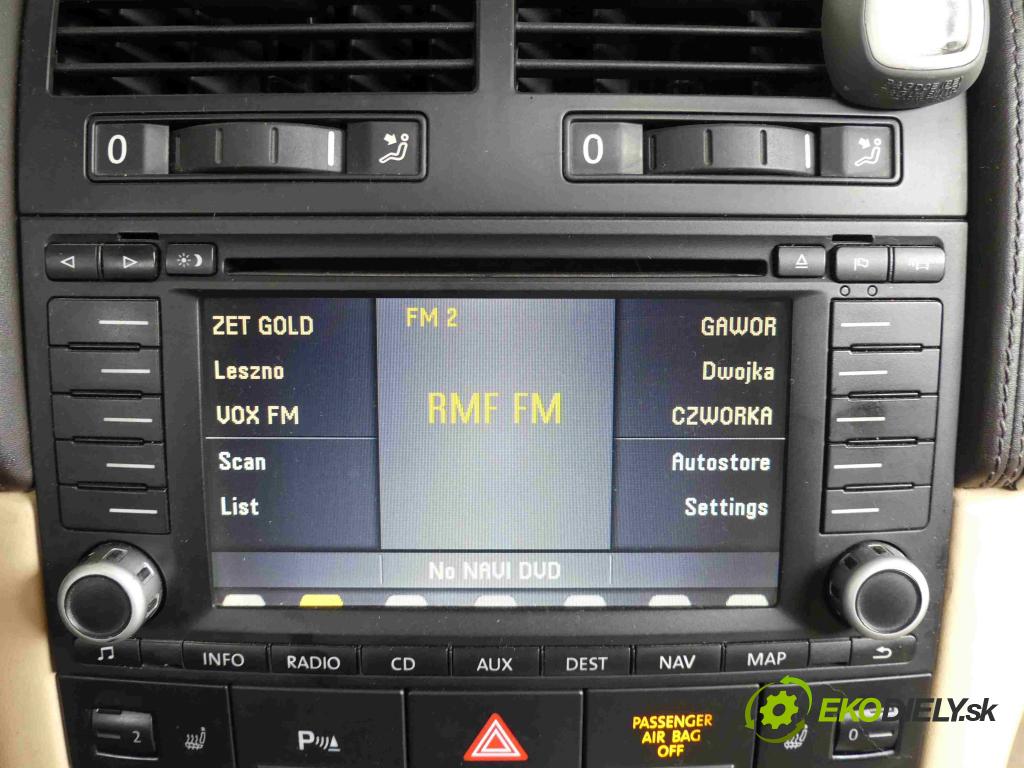 0
0
FM 2
ZET GOLD
GAWOR
Leszno
Dwojka
RMF FM
VOX FM
CZWORKA
Scan
Autostore
List
Settings
No NAVI DVD
INFO
RADIO
CD
AUX
DEST
NAV
MAP
2
P
PASSENGER
AIR BAG
OFF
0
EKODIELY.sk